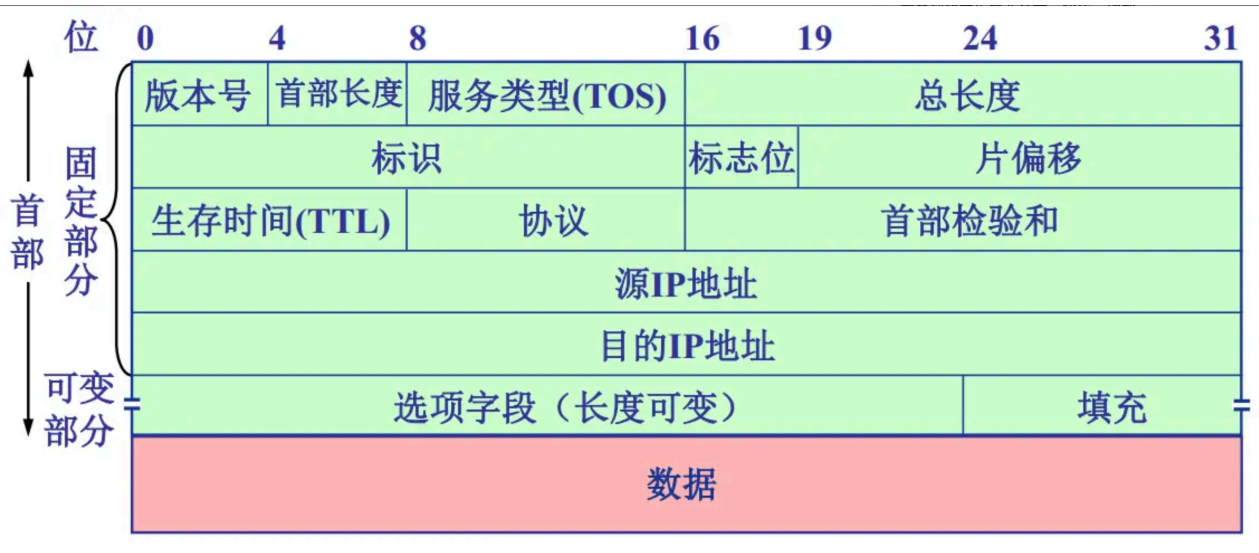 位 0 4 8 16 19 24 31
版本号 首部长度 服务类型(TOS) 总长度
标识 标志位 片偏移
生存时间(TTL) 协议 首部检验和
源IP地址
目的IP地址
选项字段（长度可变） 填充
数据
首部
固定部分
可变
部分